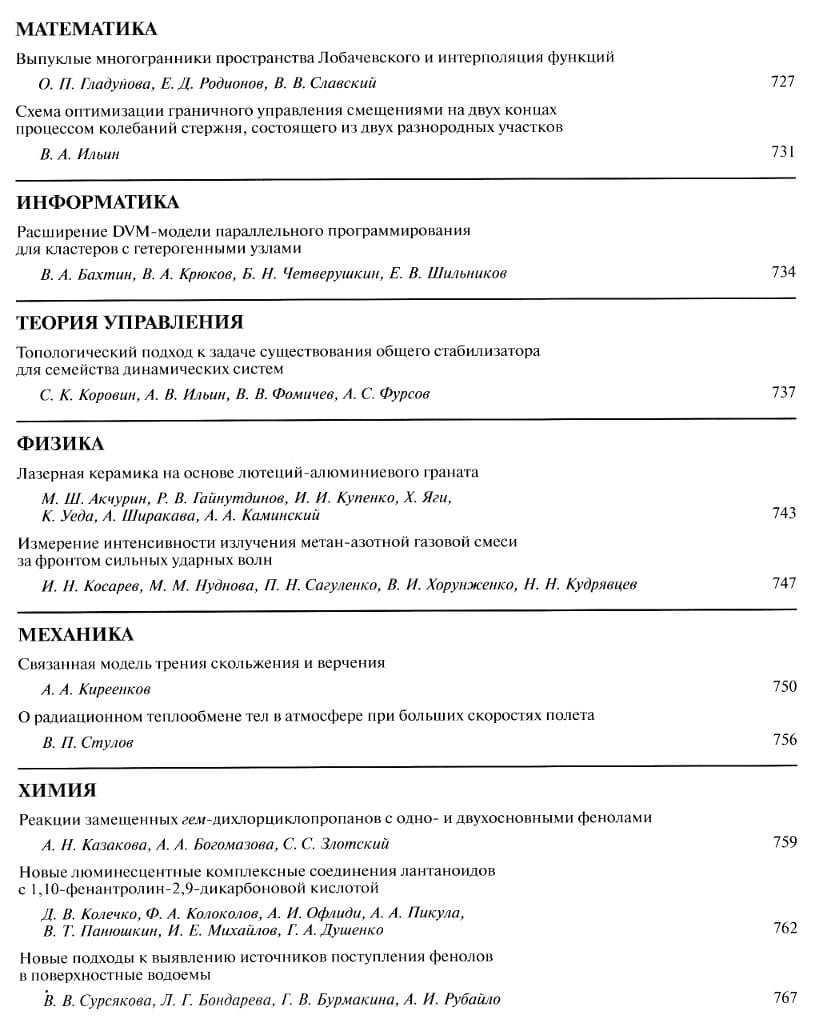 МАТЕМАТИКА
Выпуклые многогранники пространства Лобачевского и интерполяция функций
О. П. Гладунова, Е. Д. Родионов, В. В. Славский 727
Схема оптимизации граничного управления смещениями на двух концах
процессом колебаний стержня, состоящего из двух разнородных участков
В. А. Ильин 731
ИНФОРМАТИКА
Расширение DVM-модели параллельного программирования
для кластеров с гетерогенными узлами
В. А. Бахтин, В. А. Крюков, Б. Н. Четверушкин, Е. В. Шильников 734
ТЕОРИЯ УПРАВЛЕНИЯ
Топологический подход к задаче существования общего стабилизатора
для семейства динамических систем
С. К. Коровин, А. В. Ильин, В. В. Фомичев, А. С. Фурсов 737
ФИЗИКА
Лазерная керамика на основе лютеций-алюминиевого граната
М. Ш. Акчурин, Р. В. Гайнутдинов, И. И. Купенко, Х. Яги,
К. Уеда, А. Ширакава, А. А. Каминский 743
Измерение интенсивности излучения метан-азотной газовой смеси
за фронтом сильных ударных волн
И. Н. Косарев, М. М. Нуднова, П. Н. Сагуленко, В. И. Хорунженко, Н. Н. Кудрявцев 747
МЕХАНИКА
Связанная модель трения скольжения и верчения
А. А. Киреенков 750
О радиационном теплообмене тел в атмосфере при больших скоростях полета
В. П. Стулов 756
ХИМИЯ
Реакции замещенных гем-дихлорциклопропанов с одно- и двухосновными фенолами
А. Н. Казакова, А. А. Богомазова, С. С. Злотский 759
Новые люминесцентные комплексные соединения лантаноидов
с 1,10-фенантролин-2,9-дикарбоновой кислотой
Д. В. Колечко, Ф. А. Колоколов, А. И. Офлиди, А. А. Пикула,
В. Т. Панюшкин, И. Е. Михайлов, Г. А. Душенко 762
Новые подходы к выявлению источников поступления фенолов
в поверхностные водоемы
В. В. Сурсякова, Л. Г. Бондарева, Г. В. Бурмакина, А. И. Рубайло 767